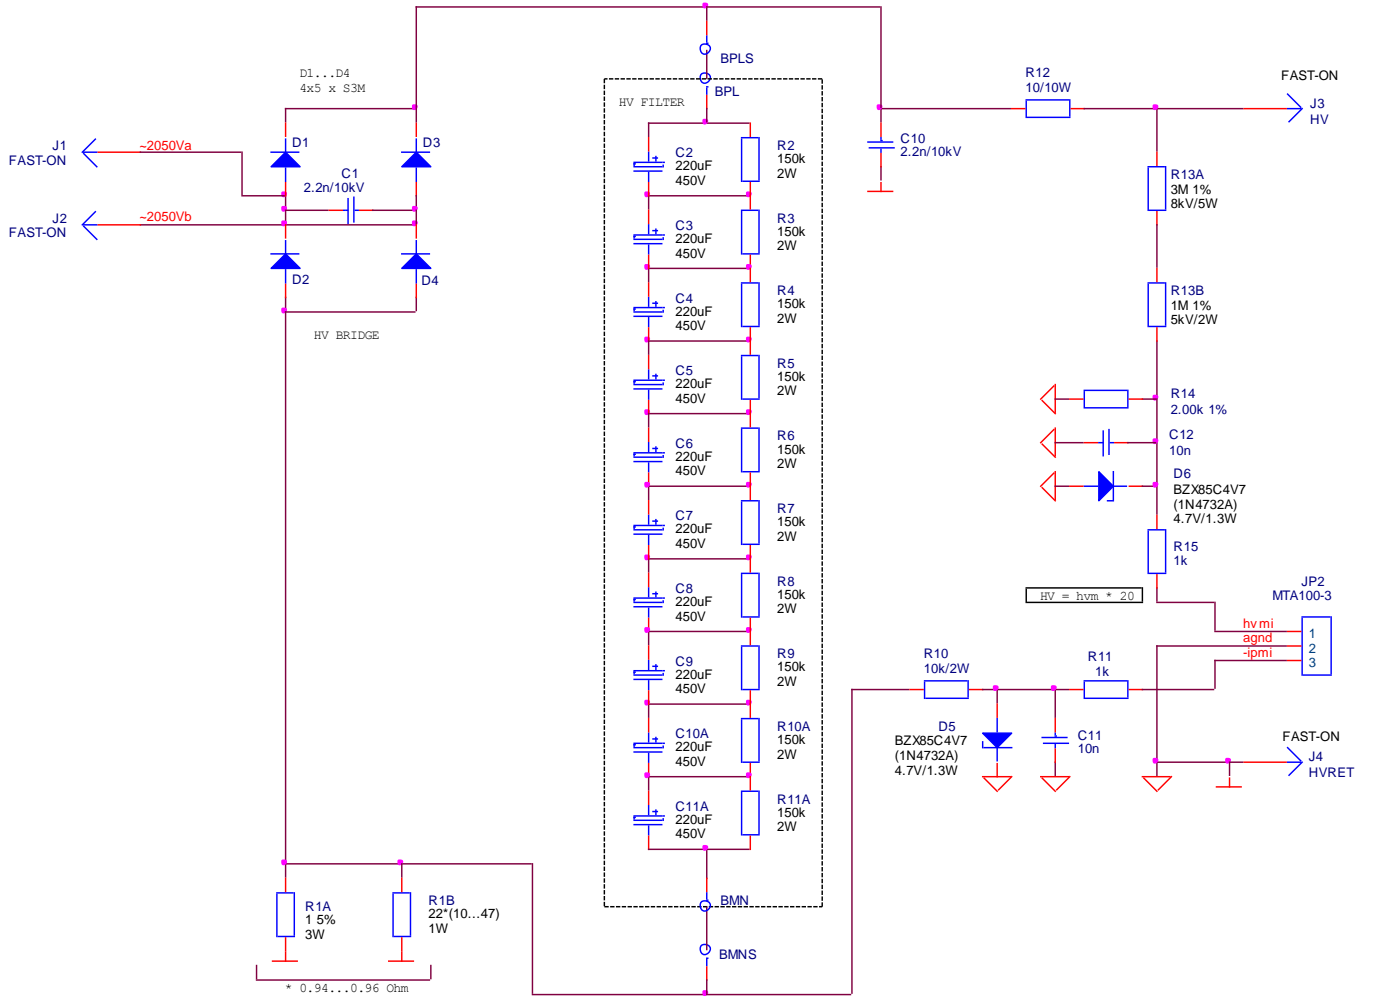 BPLS
BPL
HV FILTER
D1...D4
4x5 x S3M
J1
FAST-ON
~2050Va
D1
D3
C1
2.2n/10kV
J2
FAST-ON
~2050Vb
D2
D4
HV BRIDGE
C2
220uF
450V
R2
150k
2W
C3
220uF
450V
R3
150k
2W
C4
220uF
450V
R4
150k
2W
C5
220uF
450V
R5
150k
2W
C6
220uF
450V
R6
150k
2W
C7
220uF
450V
R7
150k
2W
C8
220uF
450V
R8
150k
2W
C9
220uF
450V
R9
150k
2W
C10A
220uF
450V
R10A
150k
2W
C11A
220uF
450V
R11A
150k
2W
BMN
BMNS
R1A
1 5%
3W
R1B
22*(10...47)
1W
* 0.94...0.96 Ohm
C10
2.2n/10kV
R12
10/10W
FAST-ON
J3
HV
R13A
3M 1%
8kV/5W
R13B
1M 1%
5kV/2W
R14
2.00k 1%
C12
10n
D6
BZX85C4V7
(1N4732A)
4.7V/1.3W
R15
1k
HV = hvm * 20
JP2
MTA100-3
hvmi
agnd
-ipmi
1
2
3
R10
10k/2W
R11
1k
D5
BZX85C4V7
(1N4732A)
4.7V/1.3W
C11
10n
FAST-ON
J4
HVRET